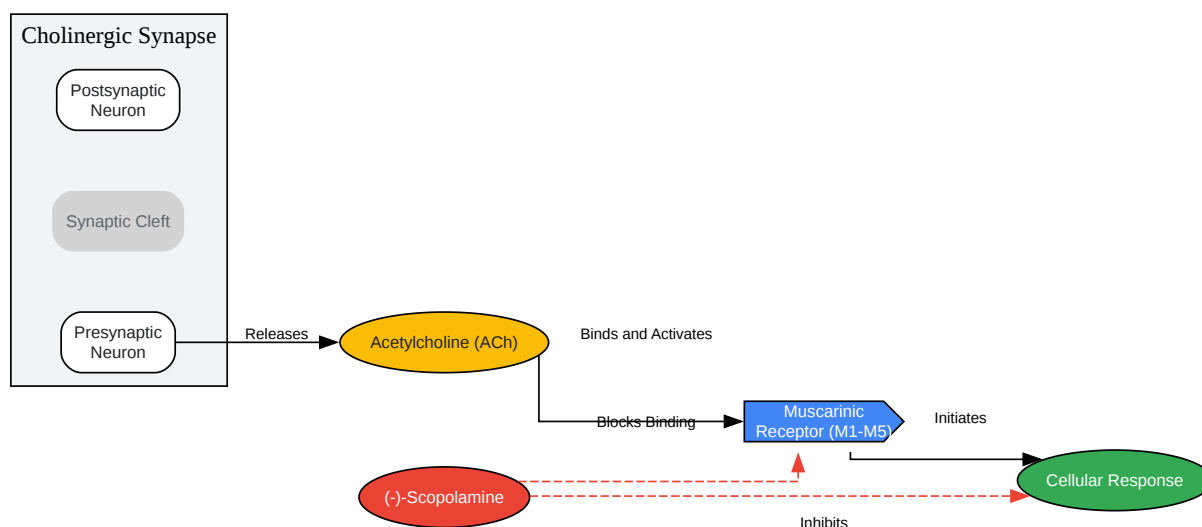 Cholinergic Synapse
Postsynaptic
Neuron
Synaptic Cleft
Presynaptic
Neuron
Releases
Acetylcholine (ACh)
Binds and Activates
Blocks Binding
Muscarinic
Receptor (M1-M5)
Initiates
(-)-Scopolamine
Cellular Response
Inhibits